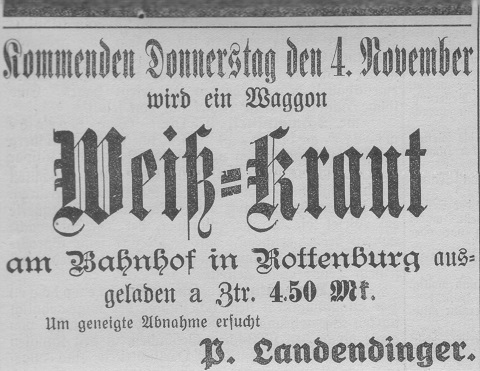 Kommenden Donnerstag den 4. November
wird ein Waggon
Weiß=Kraut
am Bahnhof in Rottenburg aus-
geladen a Ztr. 4.50 Mk.
Um geneigte Abnahme ersucht
P. Landendinger.